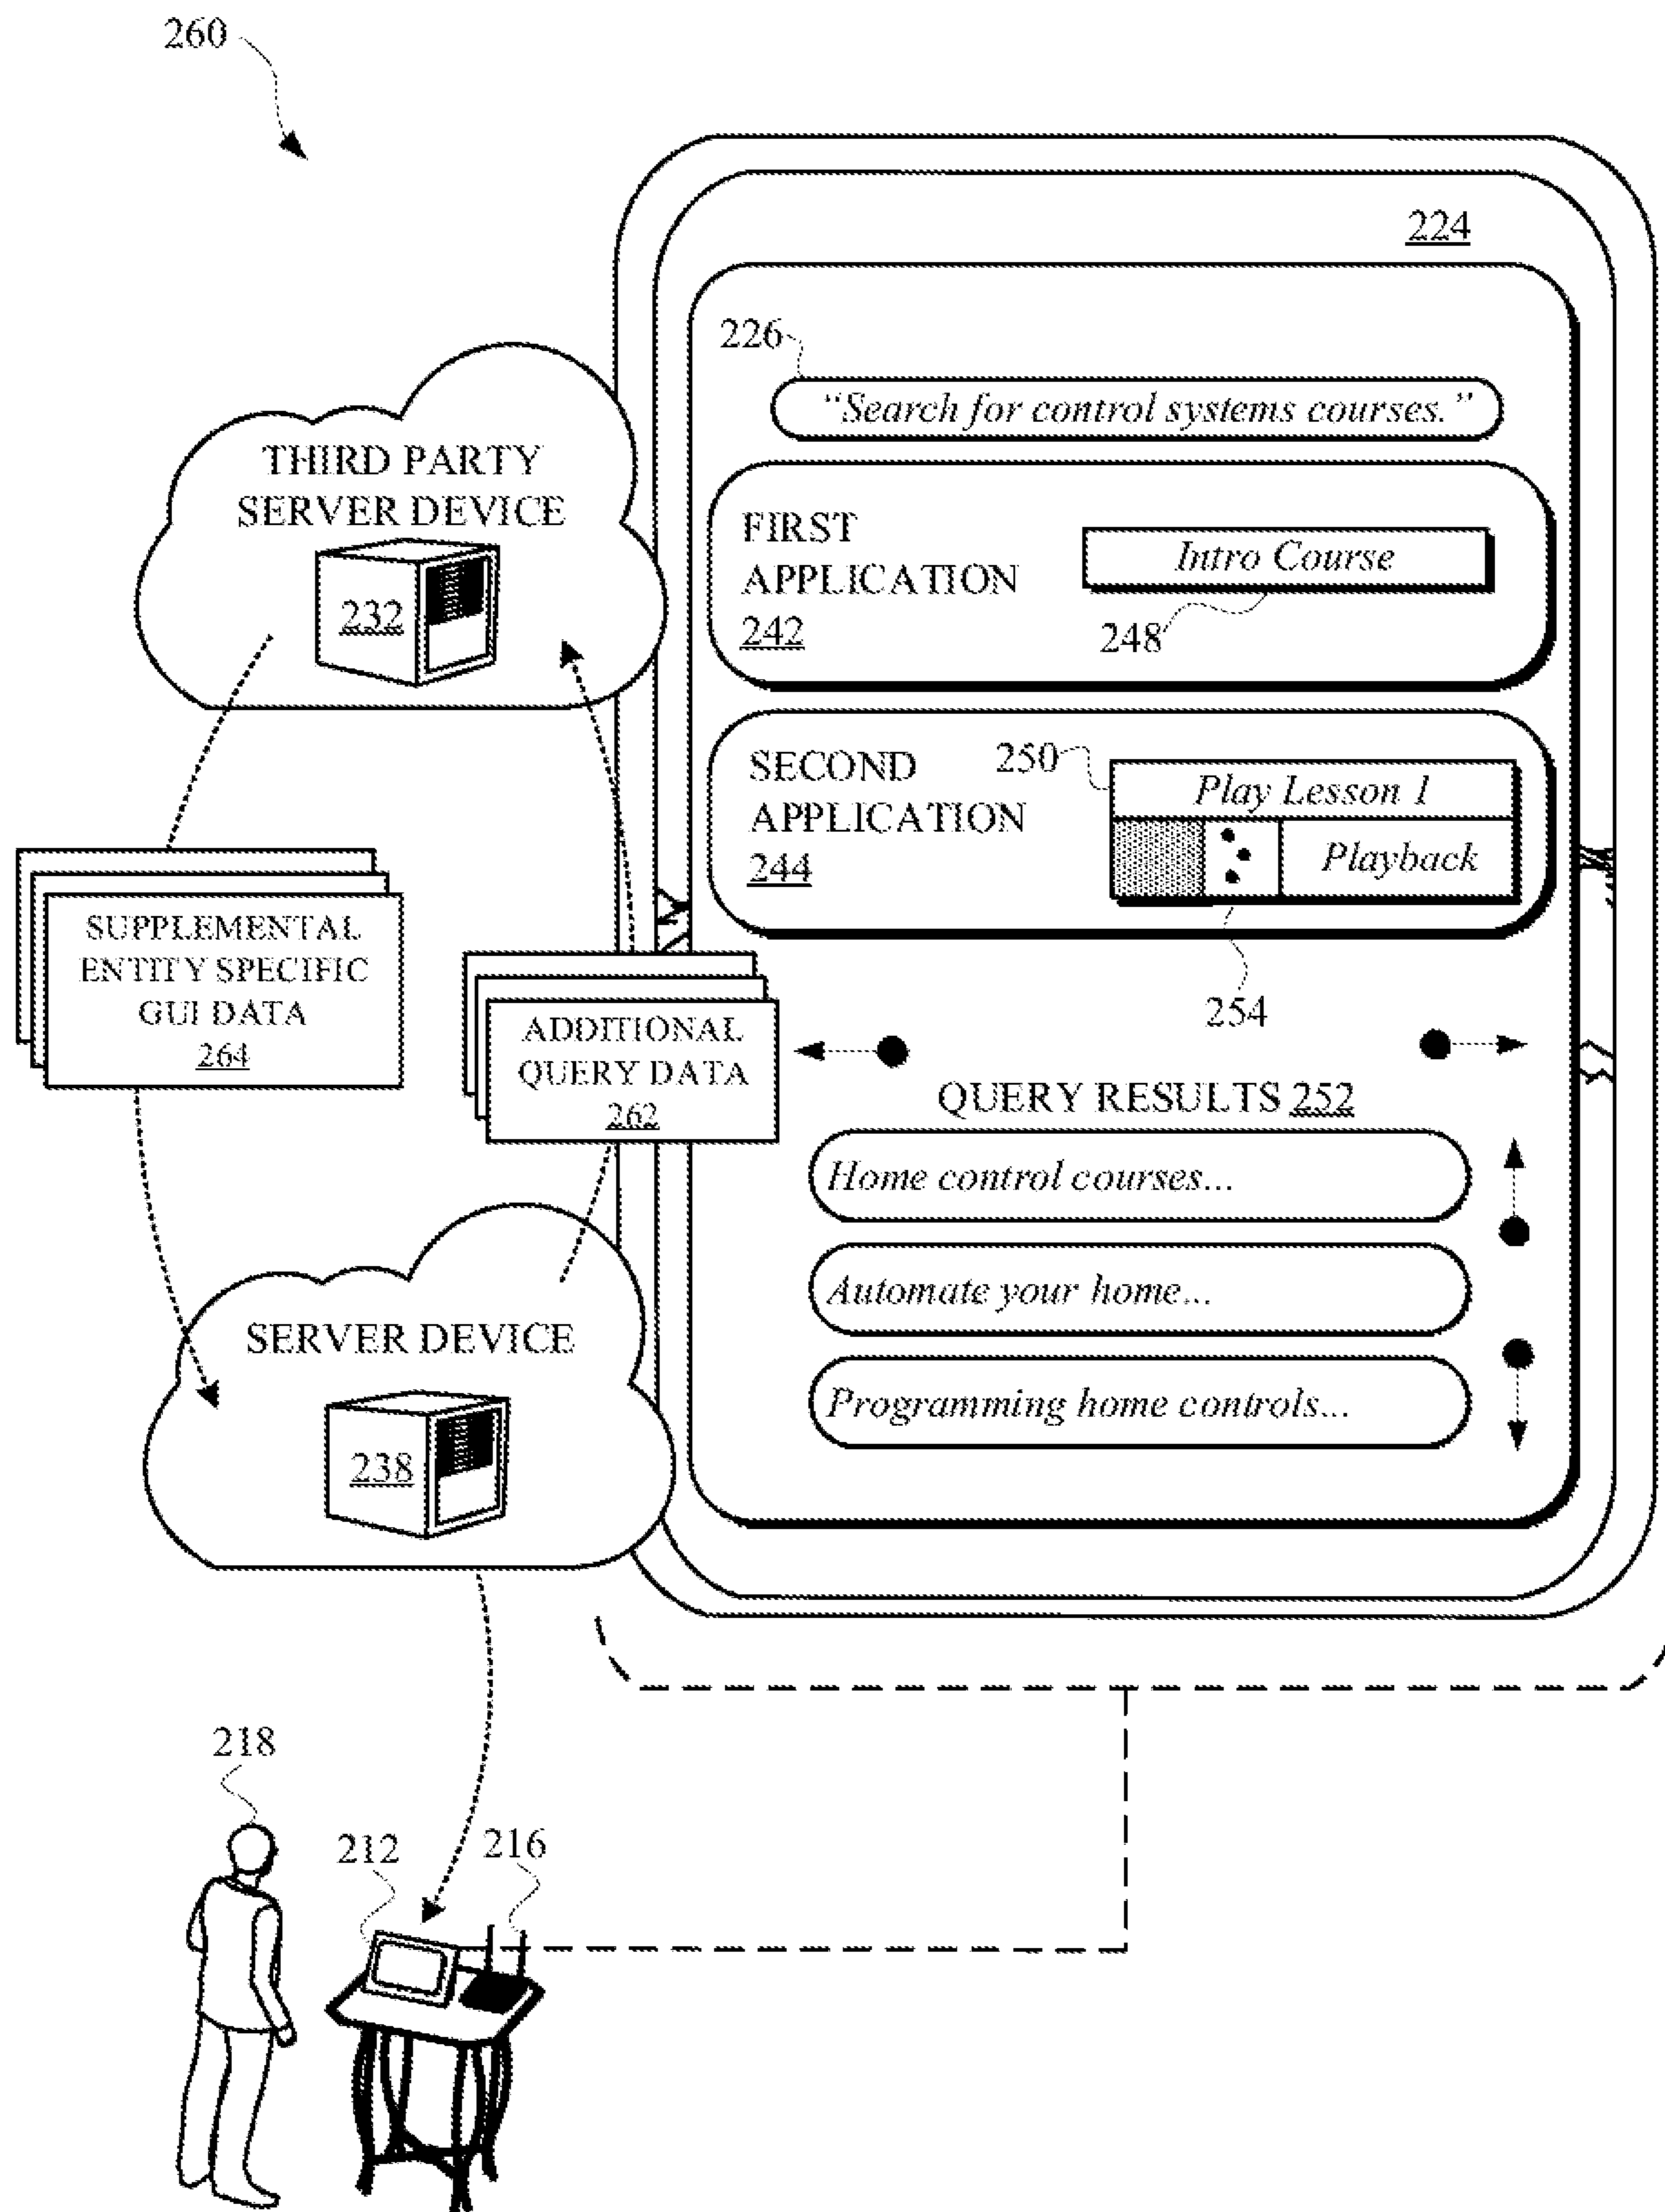 260
224
226
"Search for control systems courses."
THIRD PARTY
SERVER DEVICE
232
FIRST
APPLICATION
242
Intro Course
248
SECOND
APPLICATION
244
250
Play Lesson 1
Playback
254
SUPPLEMENTAL
ENTITY SPECIFIC
GUI DATA
264
ADDITIONAL
QUERY DATA
262
QUERY RESULTS 252
Home control courses...
Automate your home...
Programming home controls...
SERVER DEVICE
238
218
212
216